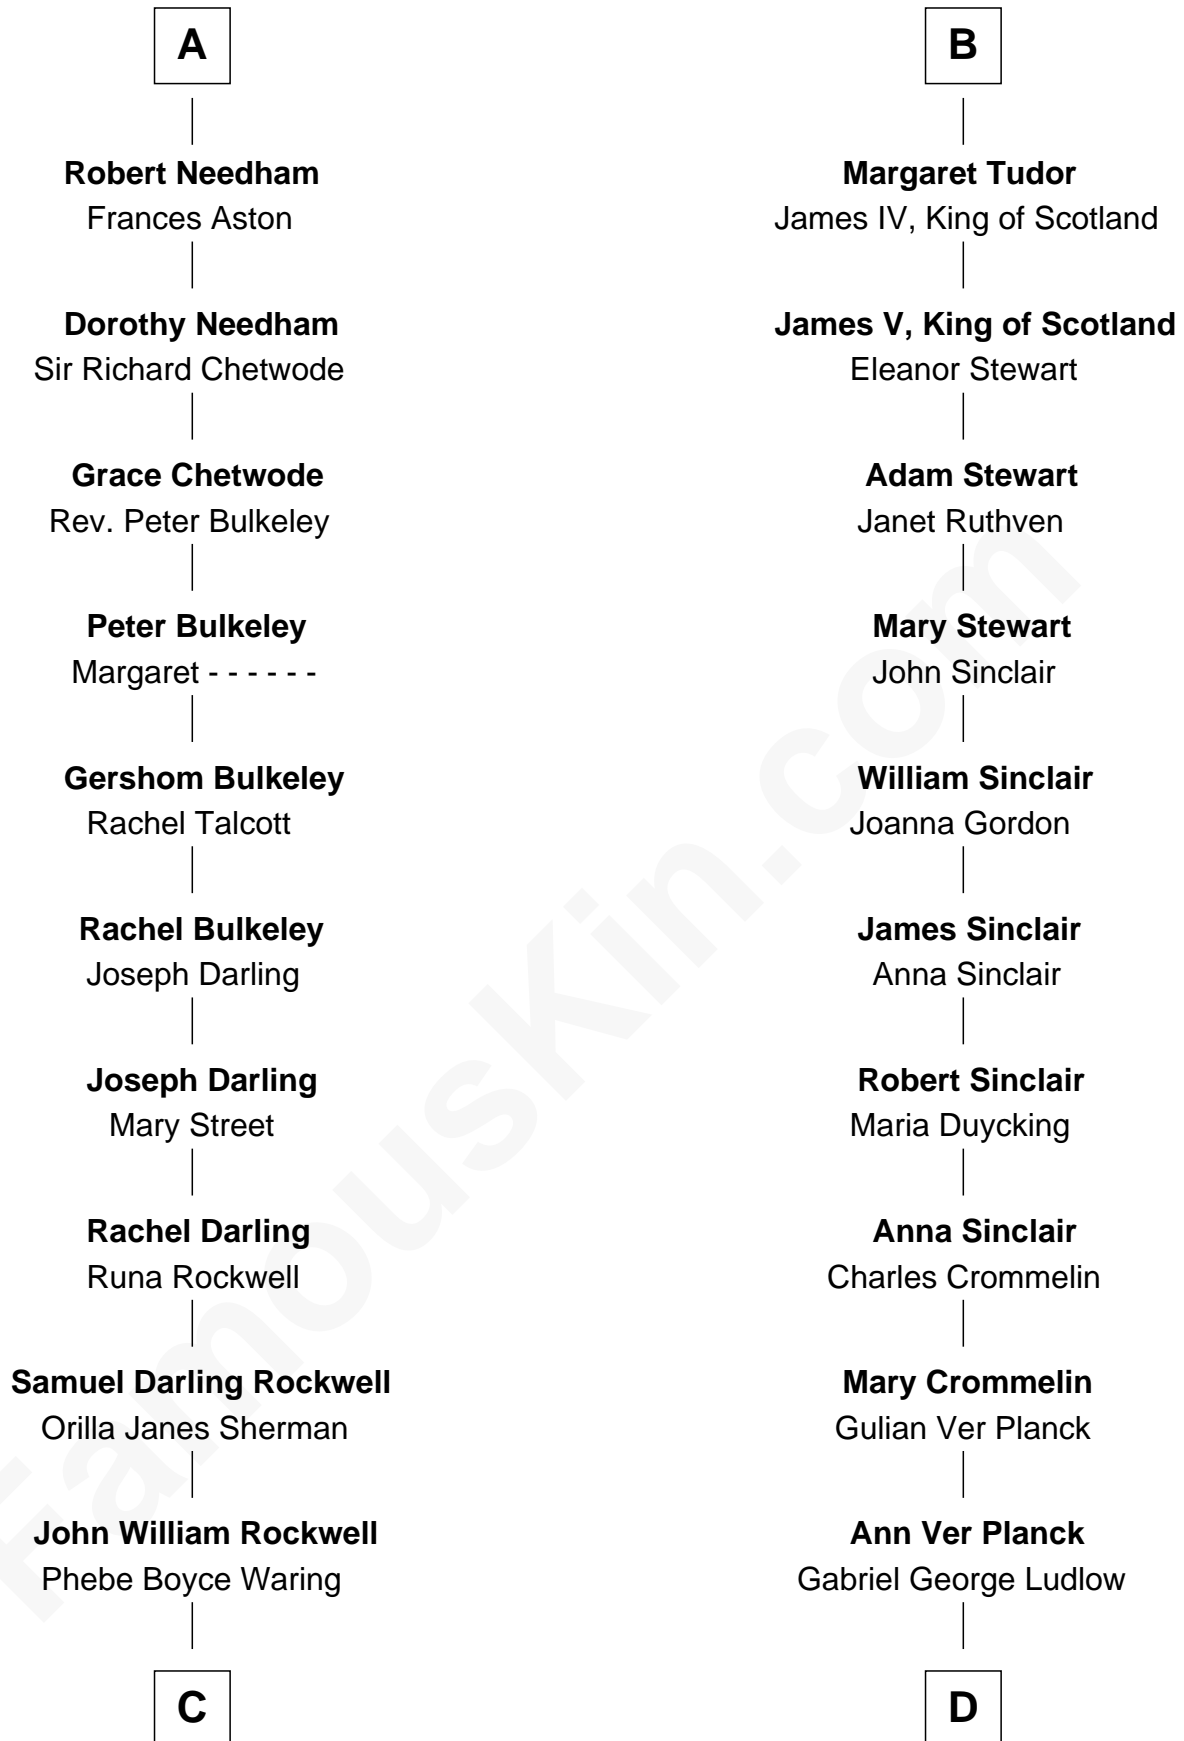 A
Robert Needham
Frances Aston
Dorothy Needham
Sir Richard Chetwode
Grace Chetwode
Rev. Peter Bulkeley
Peter Bulkeley
Margaret - - - - - -
Gershom Bulkeley
Rachel Talcott
Rachel Bulkeley
Joseph Darling
Joseph Darling
Mary Street
Rachel Darling
Runa Rockwell
Samuel Darling Rockwell
Orilla Janes Sherman
John William Rockwell
Phebe Boyce Waring
C
B
Margaret Tudor
James IV, King of Scotland
James V, King of Scotland
Eleanor Stewart
Adam Stewart
Janet Ruthven
Mary Stewart
John Sinclair
William Sinclair
Joanna Gordon
James Sinclair
Anna Sinclair
Robert Sinclair
Maria Duycking
Anna Sinclair
Charles Crommelin
Mary Crommelin
Gulian Ver Planck
Ann Ver Planck
Gabriel George Ludlow
D
FamousKin.com